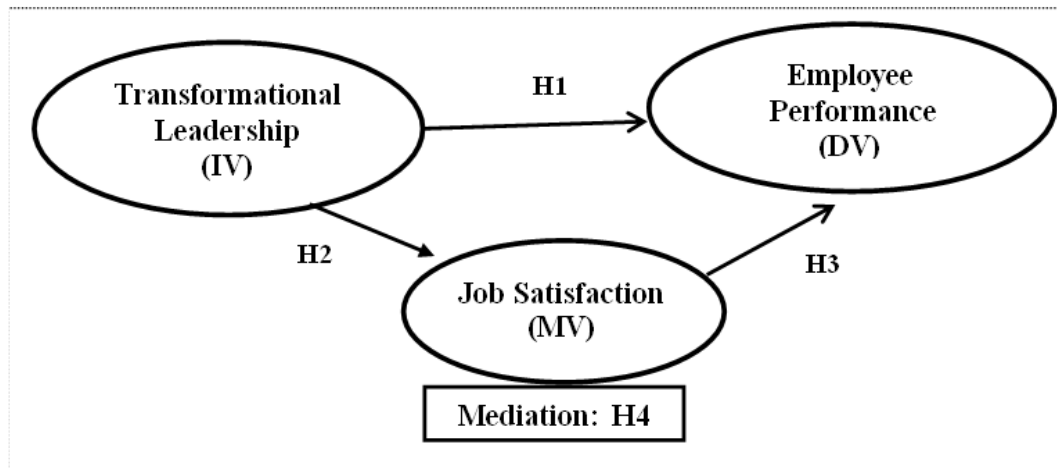 Transformational
Leadership
(IV)
H1
Employee
Performance
(DV)
H2
H3
Job Satisfaction
(MV)
Mediation: H4